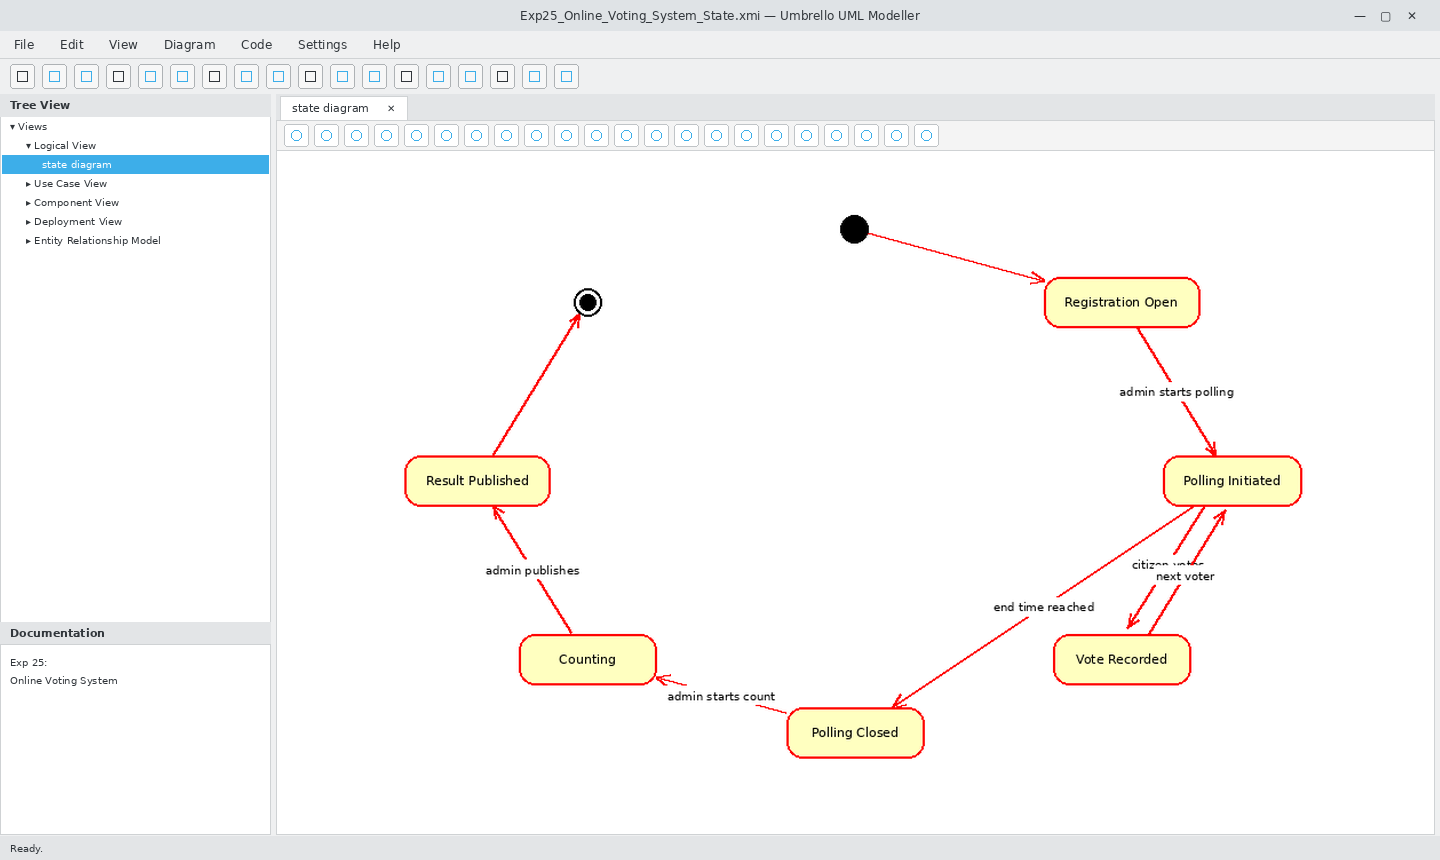 Exp25_Online_Voting_System_State.xmi — Umbrello UML Modeller
File Edit View Diagram Code Settings Help
Tree View
Views
Logical View
state diagram
Use Case View
Component View
Deployment View
Entity Relationship Model
Documentation
Exp 25:
Online Voting System
state diagram
Registration Open
admin starts polling
Result Published
Polling Initiated
admin publishes
citizen votes
next voter
end time reached
Counting
Vote Recorded
admin starts count
Polling Closed
Ready.